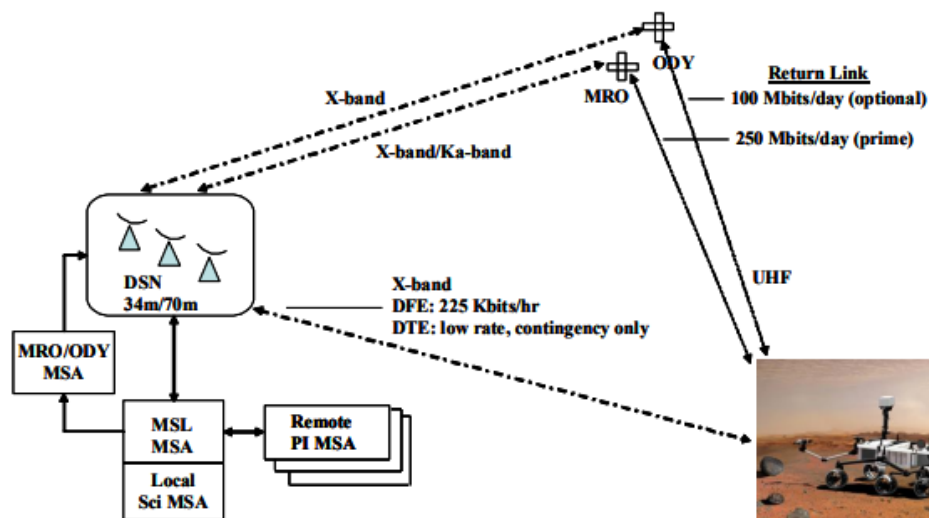 ODY
MRO
Return Link
100 Mbits/day (optional)
250 Mbits/day (prime)
X-band
X-band/Ka-band
DSN
34m/70m
X-band
DFE: 225 Kbits/hr
DTE: low rate, contingency only
UHF
MRO/ODY
MSA
MSL
MSA
Remote
PI MSA
Local
Sci MSA